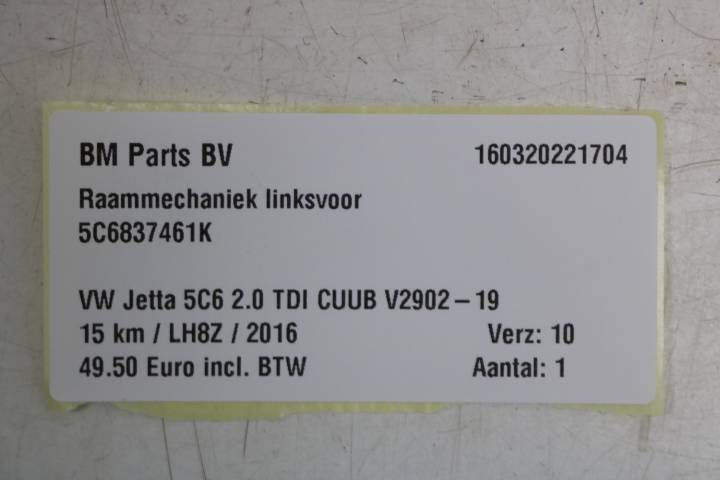 BM Parts BV 160320221704
Raammechaniek linksvoor
5C6837461K
VW Jetta 5C6 2.0 TDI CUUB V2902 – 19
15 km / LH8Z / 2016 Verz: 10
49.50 Euro incl. BTW Aantal: 1